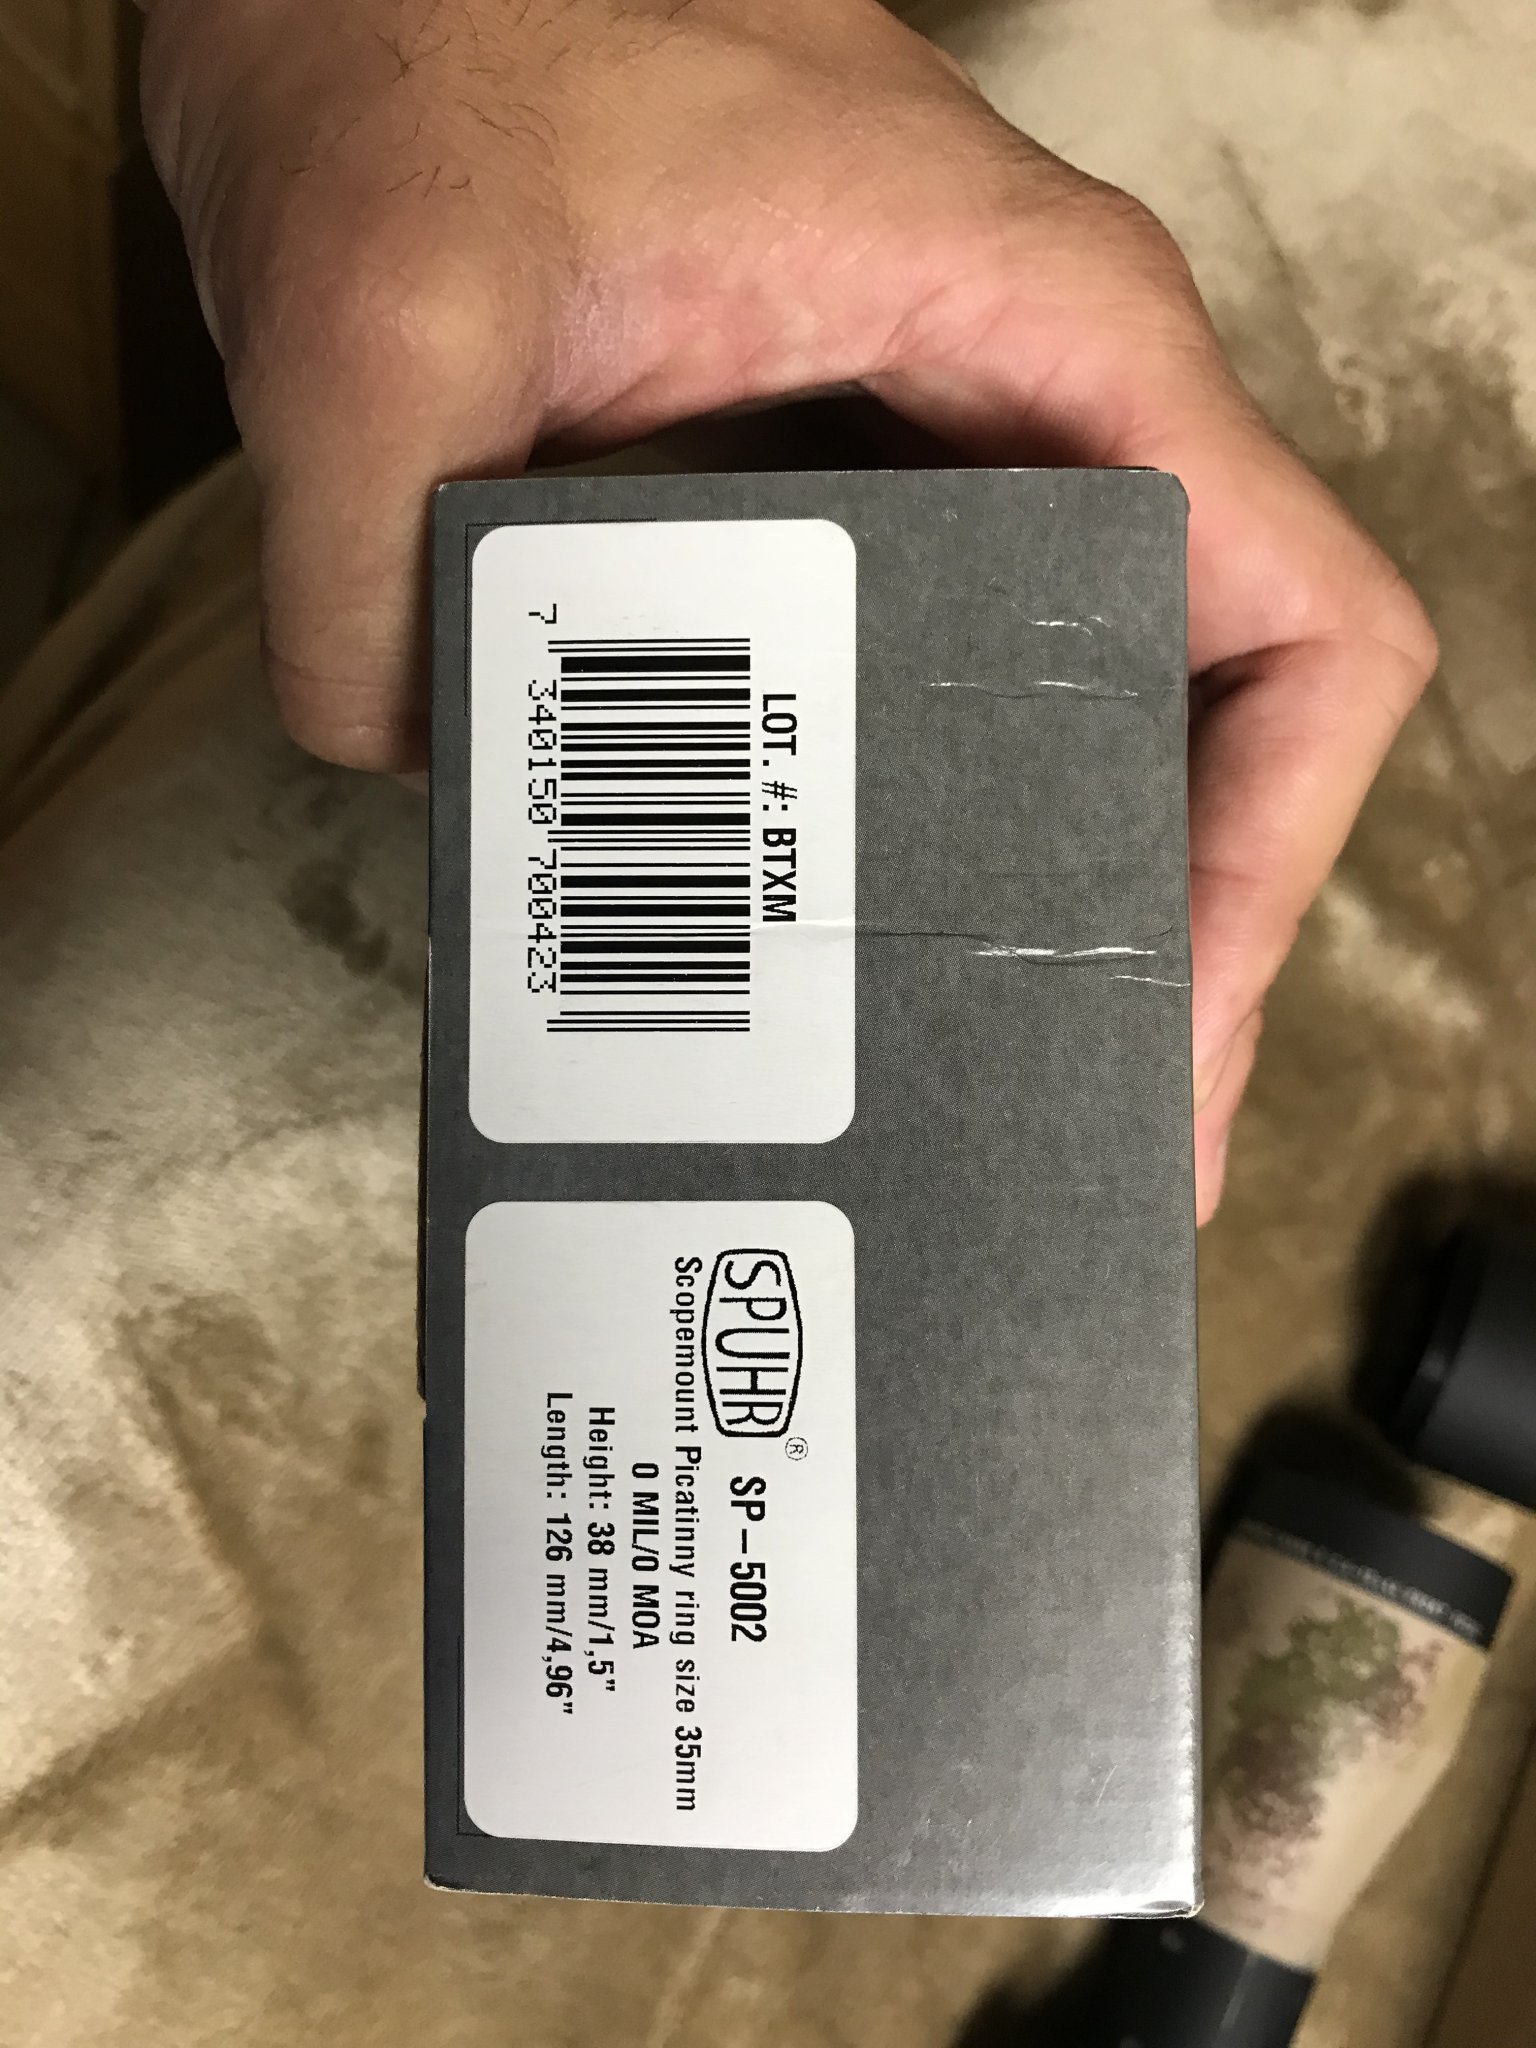 LOT. #: BTXM
7 340150 700423
SPUHR® SP-5002
Scopemount Picatinny ring size 35mm
0 MIL/0 MOA
Height: 38 mm/1,5"
Length: 126 mm/4,96"